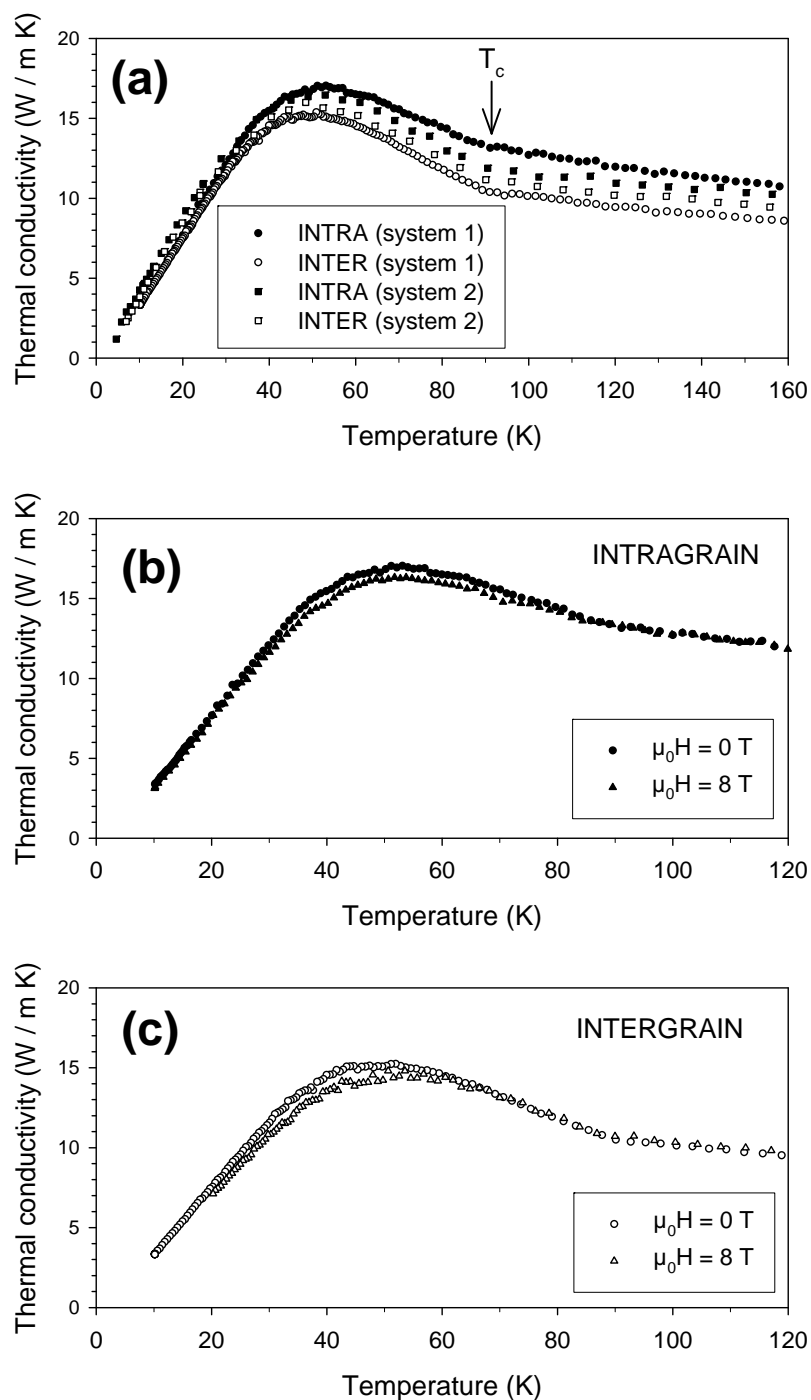 (a)
T_c
20
15
10
5
0
Thermal conductivity (W / m K)
INTRA (system 1)
INTER (system 1)
INTRA (system 2)
INTER (system 2)
0 20 40 60 80 100 120 140 160
Temperature (K)
(b)
INTRAGRAIN
20
15
10
5
0
Thermal conductivity (W / m K)
μ₀H = 0 T
μ₀H = 8 T
0 20 40 60 80 100 120
Temperature (K)
(c)
INTERGRAIN
20
15
10
5
0
Thermal conductivity (W / m K)
μ₀H = 0 T
μ₀H = 8 T
0 20 40 60 80 100 120
Temperature (K)